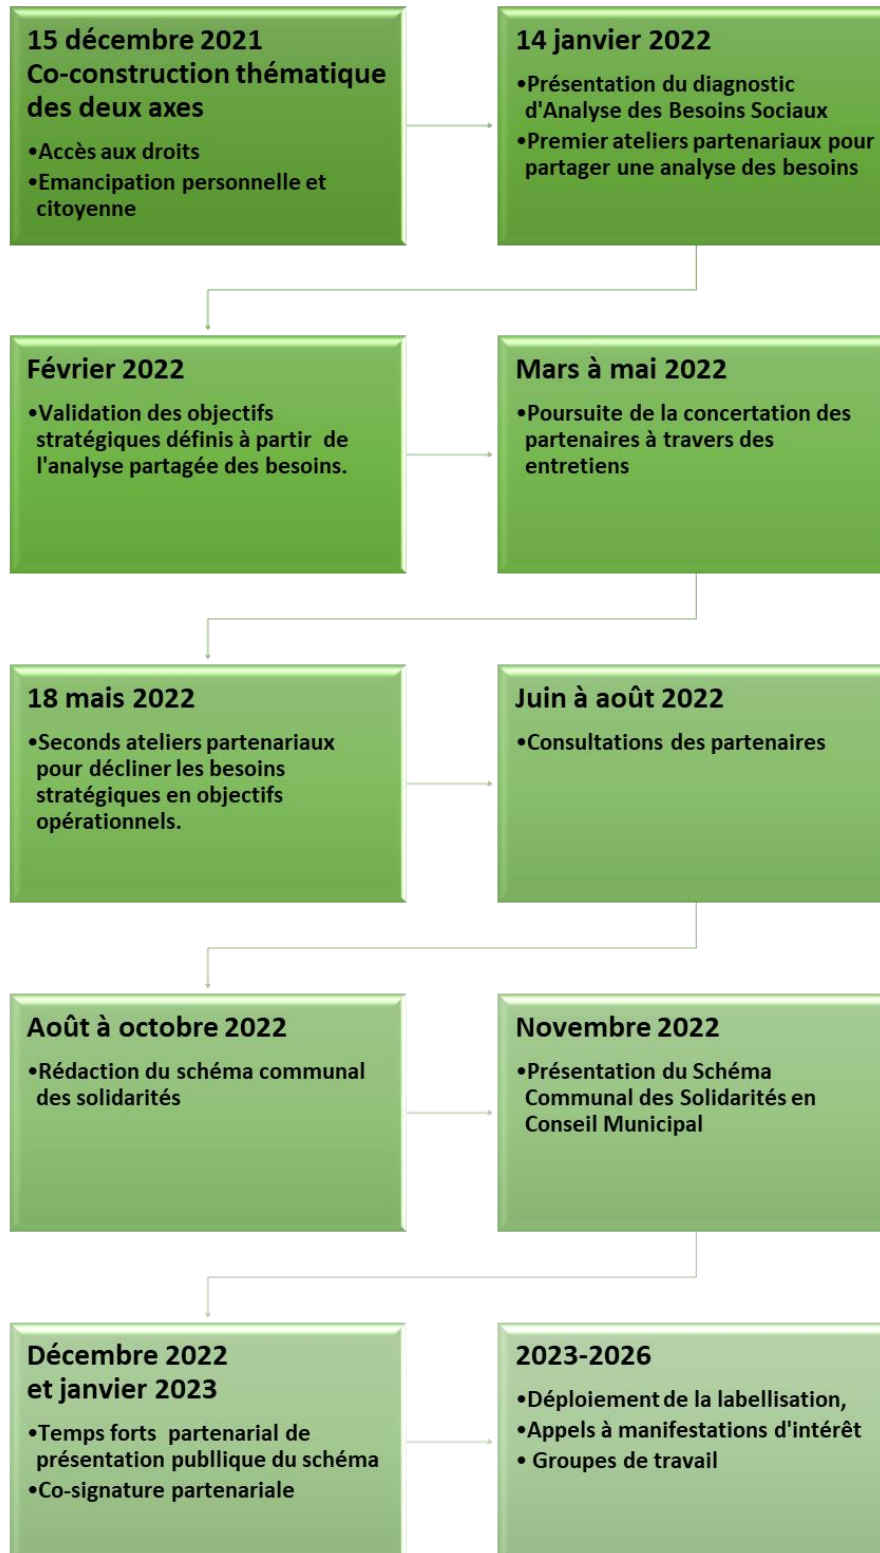 15 décembre 2021
Co-construction thématique
des deux axes
•Accès aux droits
•Emancipation personnelle et
citoyenne
14 janvier 2022
•Présentation du diagnostic
d'Analyse des Besoins Sociaux
•Premier ateliers partenariaux pour
partager une analyse des besoins
Février 2022
•Validation des objectifs
stratégiques définis à partir de
l'analyse partagée des besoins.
Mars à mai 2022
•Poursuite de la concertation des
partenaires à travers des
entretiens
18 mais 2022
•Seconds ateliers partenariaux
pour décliner les besoins
stratégiques en objectifs
opérationnels.
Juin à août 2022
•Consultations des partenaires
Août à octobre 2022
•Rédaction du schéma communal
des solidarités
Novembre 2022
•Présentation du Schéma
Communal des Solidarités en
Conseil Municipal
Décembre 2022
et janvier 2023
•Temps forts partenarial de
présentation publlique du schéma
•Co-signature partenariale
2023-2026
•Déploiement de la labellisation,
•Appels à manifestations d'intérêt
• Groupes de travail